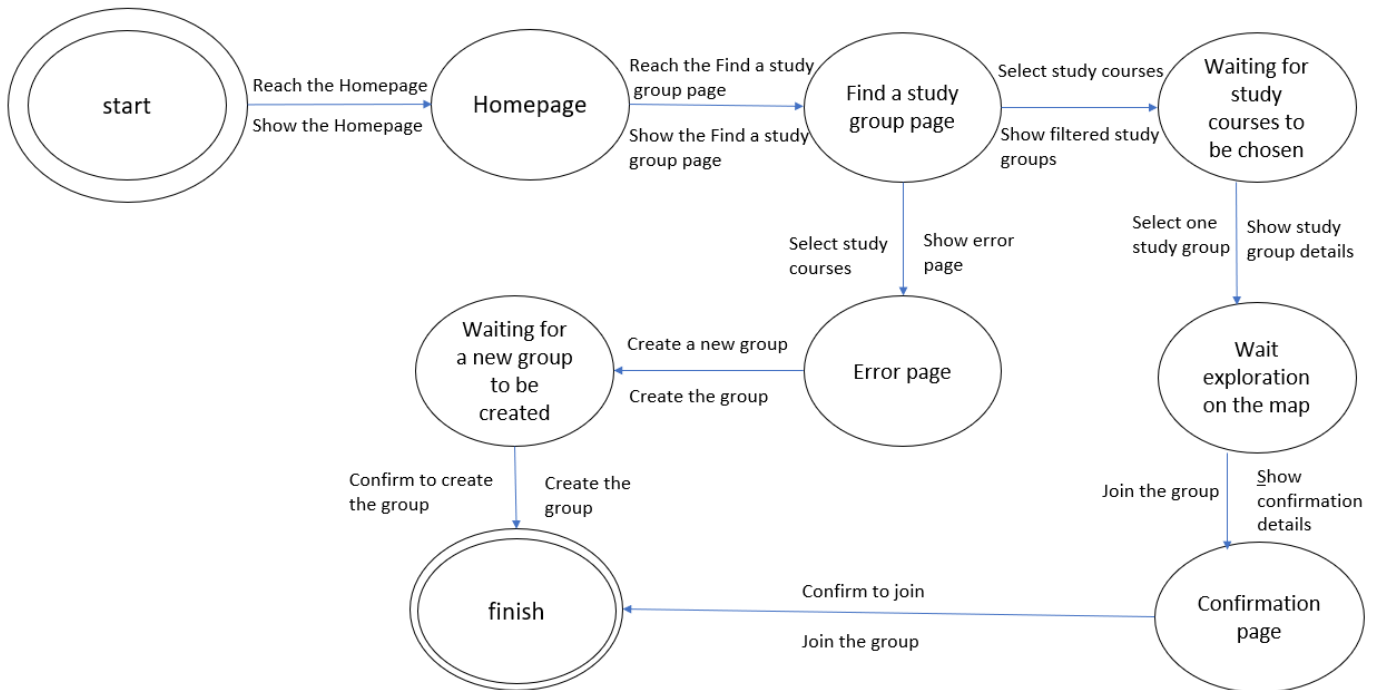 start
Reach the Homepage
Show the Homepage
Homepage
Reach the Find a study
group page
Show the Find a study
group page
Find a study
group page
Select study courses
Show filtered study
groups
Waiting for
study
courses to
be chosen
Select study
courses
Show error
page
Select one
study group
Show study
group details
Waiting for
a new group
to be
created
Create a new group
Create the group
Error page
Wait
exploration
on the map
Confirm to create
the group
Create the
group
Join the group
Show
confirmation
details
finish
Confirm to join
Join the group
Confirmation
page